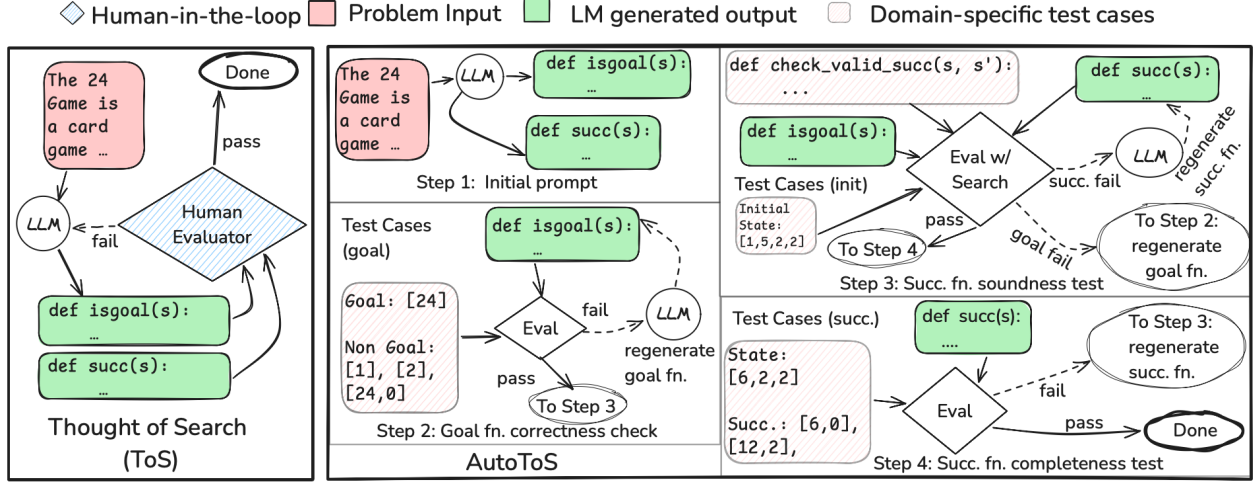 Human-in-the-loop Problem Input LM generated output Domain-specific test cases
The 24
Game is
a card
game …
Done
pass
LLM
fail
Human
Evaluator
def isgoal(s):
…
def succ(s):
…
Thought of Search
(ToS)
The 24
Game is
a card
game …
LLM
def isgoal(s):
…
def succ(s):
…
Step 1: Initial prompt
Test Cases
(goal)
def isgoal(s):
…
Goal: [24]
Non Goal:
[1], [2],
[24,0]
Eval
fail
LLM
regenerate
goal fn.
pass
To Step 3
Step 2: Goal fn. correctness check
AutoToS
def check_valid_succ(s, s'):
...
def succ(s):
…
def isgoal(s):
…
Eval w/
Search
LLM
regenerate
succ. fn.
succ. fail
Test Cases (init)
Initial
State:
[1,5,2,2]
pass
To Step 4
goal fail
To Step 2:
regenerate
goal fn.
Step 3: Succ. fn. soundness test
Test Cases (succ.)
def succ(s):
....
State:
[6,2,2]
Succ.: [6,0],
[12,2],
Eval
fail
To Step 3:
regenerate
succ. fn.
pass
Done
Step 4: Succ. fn. completeness test